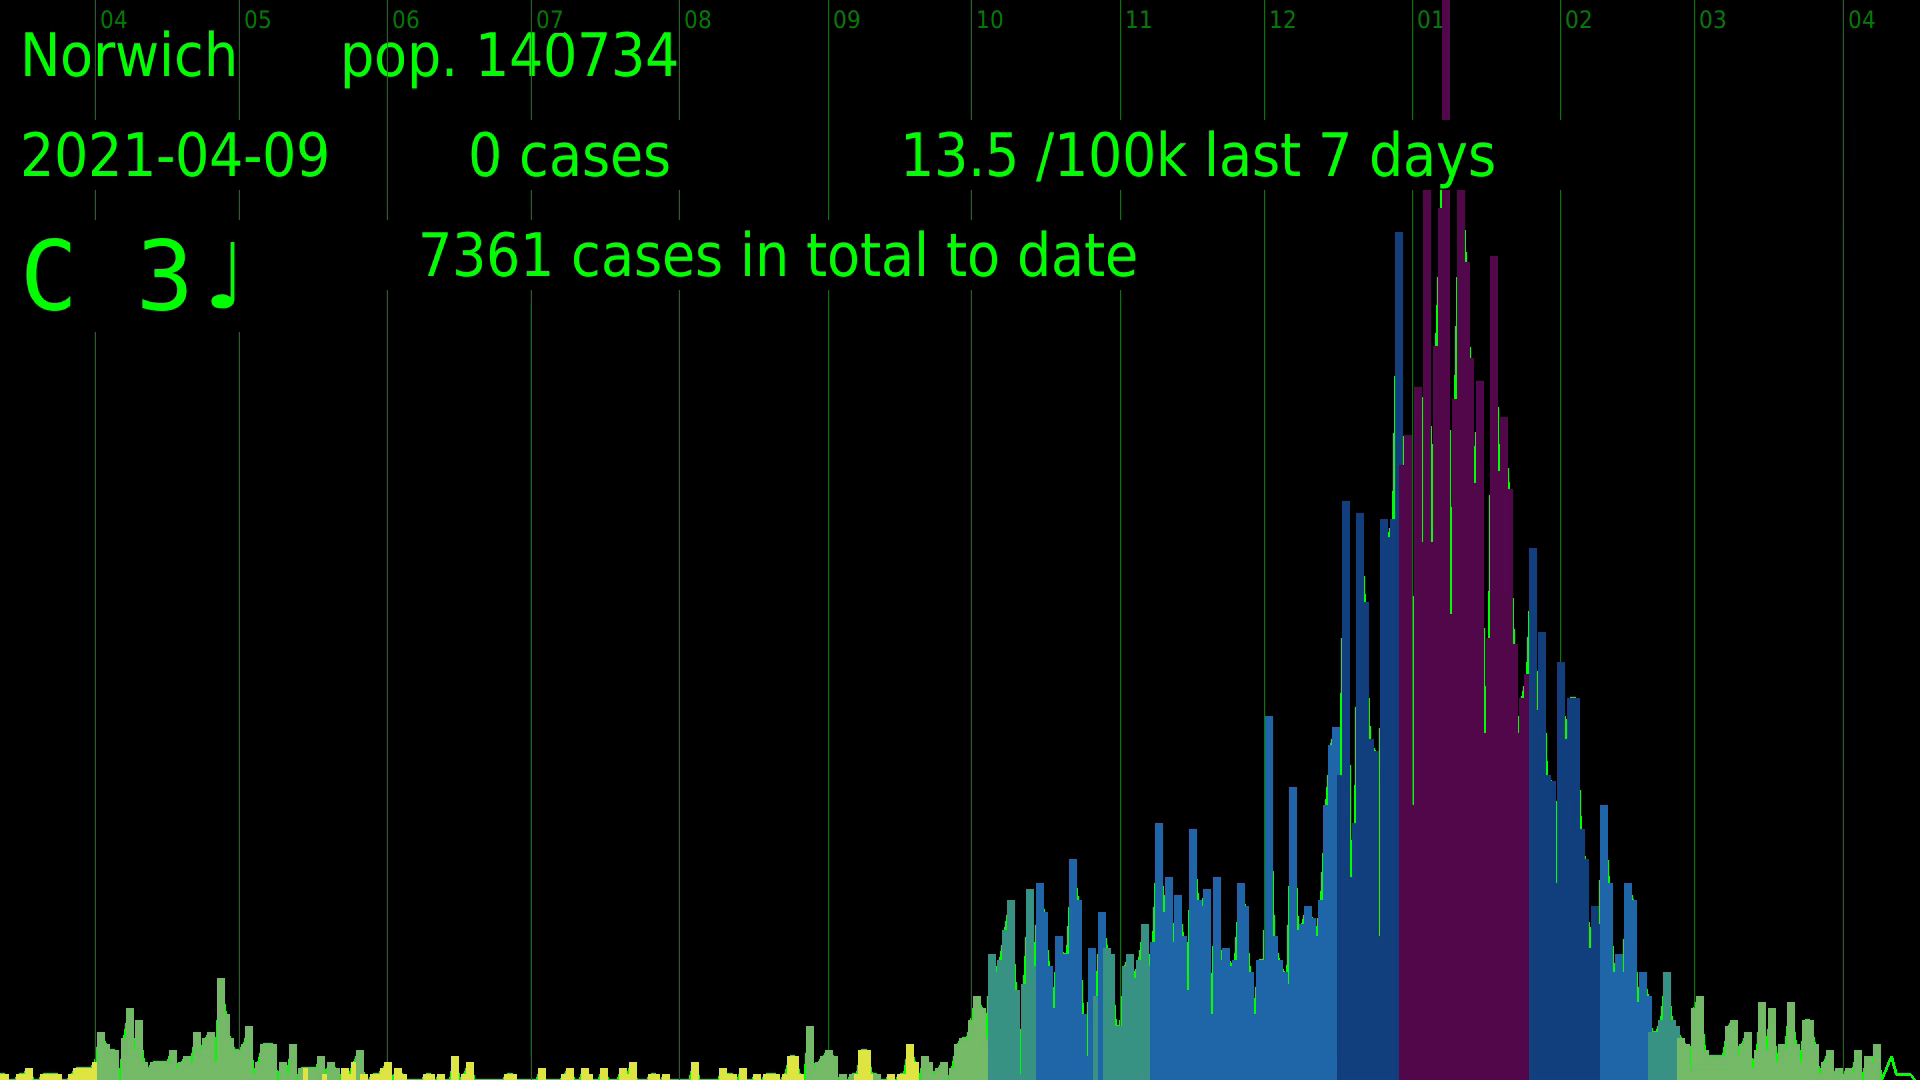 04 05 06 07 08 09 10 11 12 01 02 03 04
Norwich pop. 140734
2021-04-09 0 cases 13.5 /100k last 7 days
C 3♩ 7361 cases in total to date